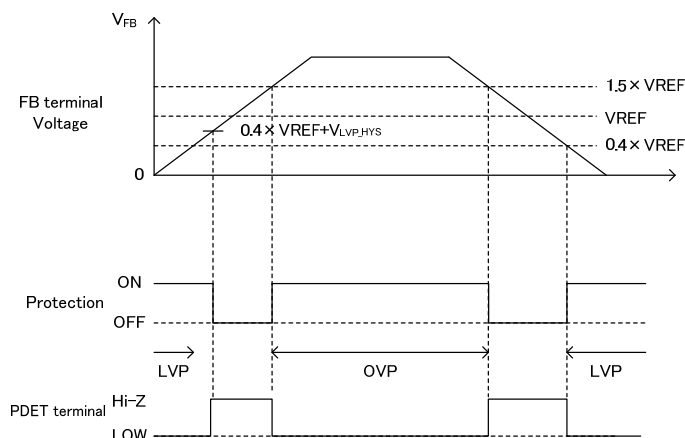 VFB
FB terminal
Voltage
1.5× VREF
VREF
0.4× VREF+VLVP_HYS
0.4× VREF
0
ON
Protection
OFF
LVP
OVP
LVP
PDET terminal
Hi-Z
LOW